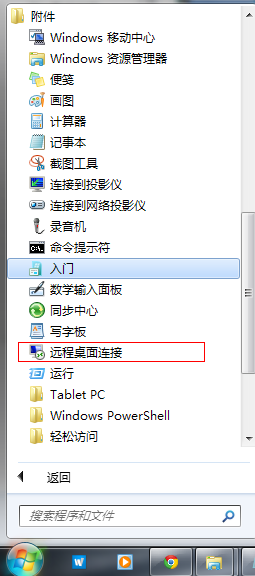 附件
Windows 移动中心
Windows 资源管理器
便笺
画图
计算器
记事本
截图工具
连接到投影仪
连接到网络投影仪
录音机
命令提示符
入门
数学输入面板
同步中心
写字板
远程桌面连接
运行
Tablet PC
Windows PowerShell
轻松访问
返回
搜索程序和文件